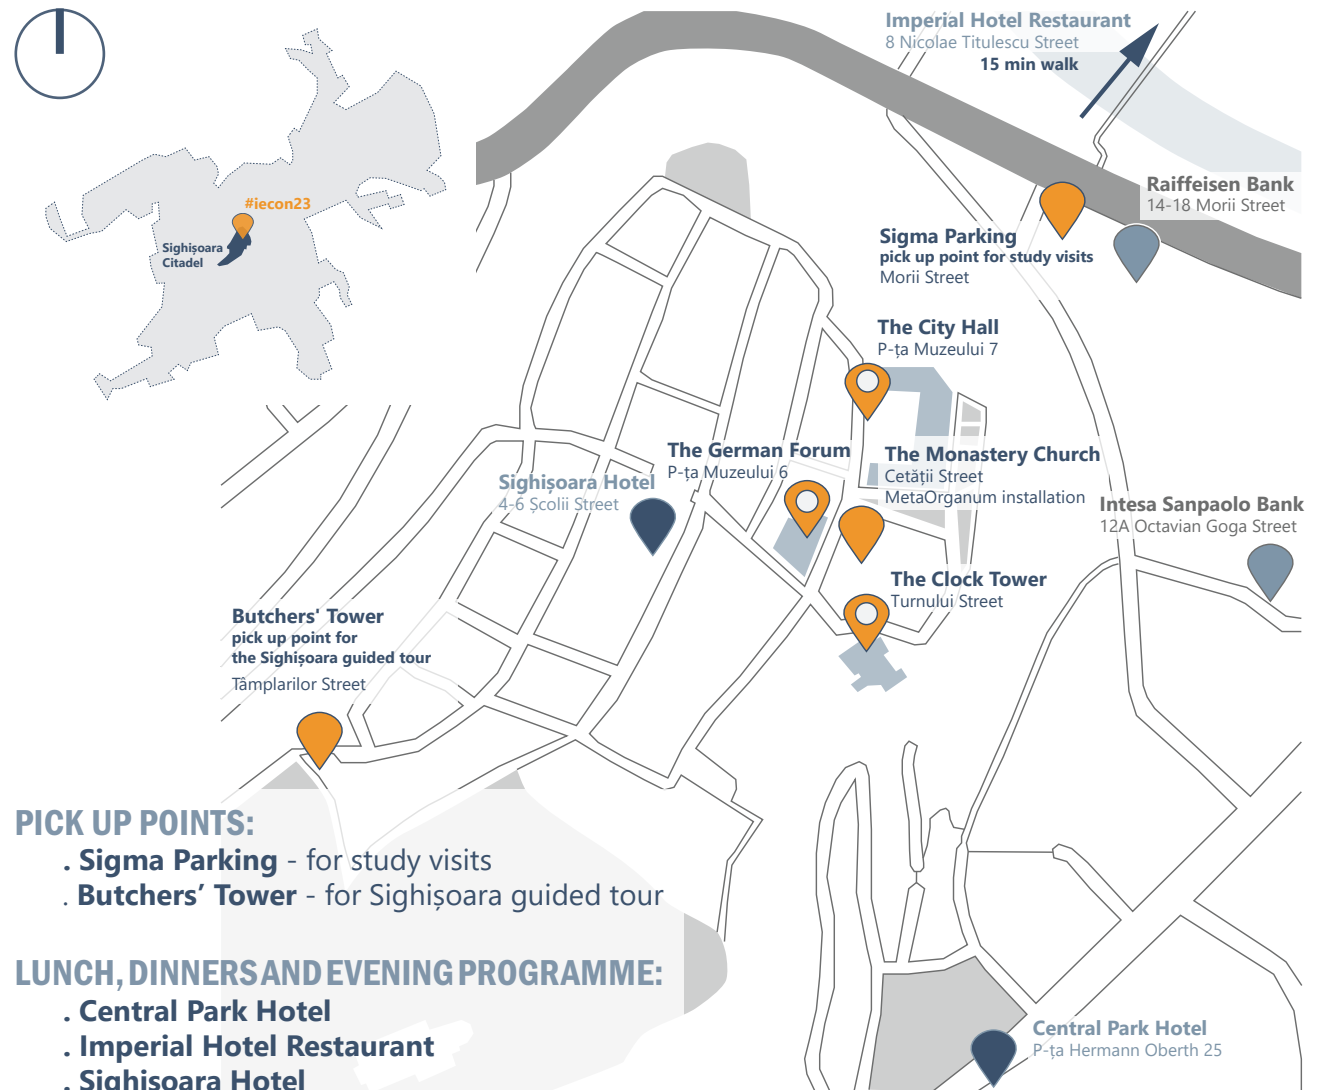 Imperial Hotel Restaurant
8 Nicolae Titulescu Street
15 min walk
#iecon23
Sighișoara
Citadel
Raiffeisen Bank
14-18 Morii Street
Sigma Parking
pick up point for study visits
Morii Street
The City Hall
P-ța Muzeului 7
The German Forum
P-ța Muzeului 6
The Monastery Church
Cetății Street
MetaOrganum installation
Sighișoara Hotel
4-6 Școlii Street
Intesa Sanpaolo Bank
12A Octavian Goga Street
The Clock Tower
Turnului Street
Butchers' Tower
pick up point for
the Sighișoara guided tour
Tâmplarilor Street
PICK UP POINTS:
. Sigma Parking - for study visits
. Butchers’ Tower - for Sighișoara guided tour
LUNCH, DINNERS AND EVENING PROGRAMME:
. Central Park Hotel
. Imperial Hotel Restaurant
. Sighișoara Hotel
Central Park Hotel
P-ța Hermann Oberth 25